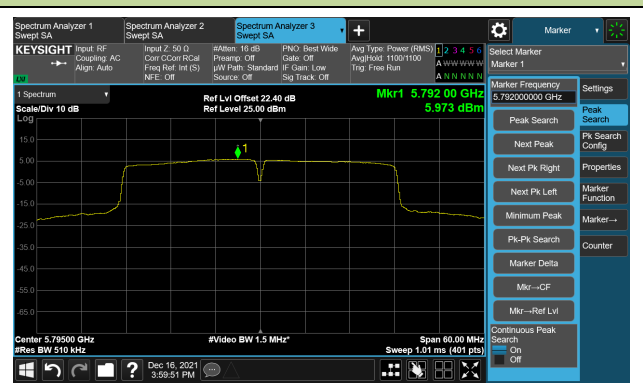 Spectrum Analyzer 1
Swept SA
Spectrum Analyzer 2
Swept SA
Spectrum Analyzer 3
Swept SA
Marker
KEYSIGHT
Input: RF
Coupling: AC
Align: Auto
Input Z: 50 Ω
Corr CCorr RCal
Freq Ref: Int (S)
NFE: Off
#Atten: 16 dB
Preamp: Off
µW Path: Standard
Source: Off
PNO: Best Wide
Gate: Off
IF Gain: Low
Sig Track: Off
Avg Type: Power (RMS)
Avg|Hold: 1100/1100
Trig: Free Run
1 2 3 4 5 6
A W W W W W
A N N N N N
LXI
Select Marker
Marker 1
1 Spectrum
Scale/Div 10 dB
Log
Ref Lvl Offset 22.40 dB
Ref Level 25.00 dBm
Mkr1 5.792 00 GHz
5.973 dBm
15.0
5.00
-5.00
-15.0
-25.0
-35.0
-45.0
-55.0
-65.0
1
Center 5.79500 GHz
#Res BW 510 kHz
#Video BW 1.5 MHz*
Span 60.00 MHz
Sweep 1.01 ms (401 pts)
Marker Frequency
5.792000000 GHz
Peak Search
Next Peak
Next Pk Right
Next Pk Left
Minimum Peak
Pk-Pk Search
Marker Delta
Mkr→CF
Mkr→Ref Lvl
Continuous Peak
Search
On
Off
Settings
Peak
Search
Pk Search
Config
Properties
Marker
Function
Marker→
Counter
Dec 16, 2021
3:59:51 PM